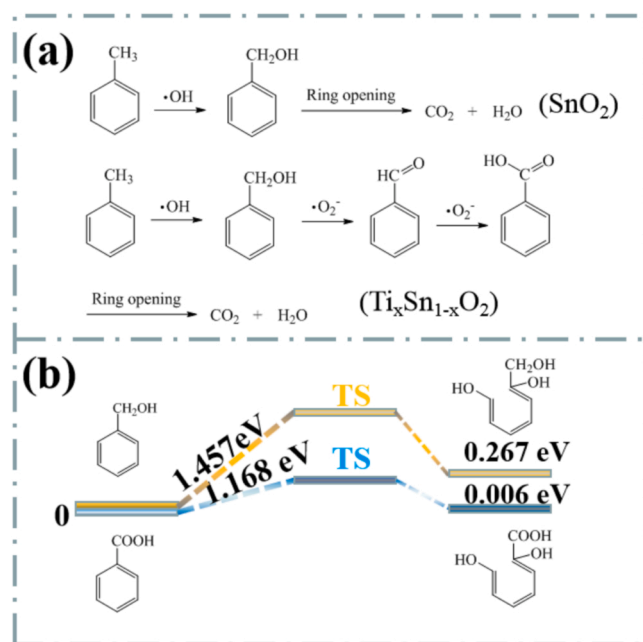 (a)
CH3
·OH
CH2OH
Ring opening
CO2 + H2O (SnO2)
CH3
·OH
CH2OH
·O2-
HC O
·O2-
HO C O
Ring opening
CO2 + H2O (TixSn1-xO2)
(b)
CH2OH
1.457eV
TS
CH2OH
HO OH
0.267 eV
0
1.168 eV
TS
0.006 eV
COOH
COOH
HO OH